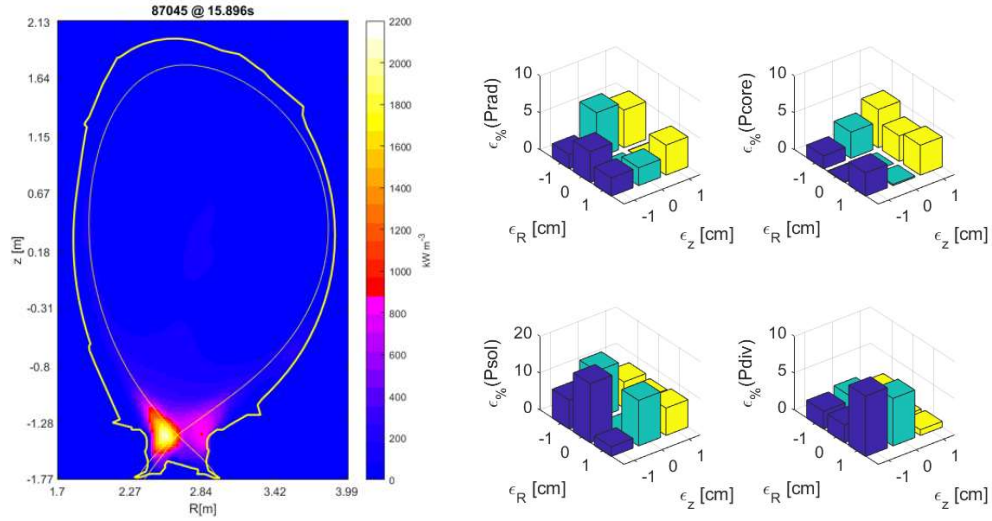 87045 @ 15.896s
2.13
1.64
1.15
0.67
0.18
-0.31
-0.8
-1.28
-1.77
z [m]
1.7 2.27 2.84 3.42 3.99
R[m]
2200
2000
1800
1600
1400
1200
1000
800
600
400
200
0
kW m⁻³
10
5
0
ϵ%(Prad)
-1 0 1
ϵR [cm]
-1 0 1
ϵz [cm]
10
5
0
ϵ%(Pcore)
-1 0 1
ϵR [cm]
-1 0 1
ϵz [cm]
20
10
0
ϵ%(Psol)
-1 0 1
ϵR [cm]
-1 0 1
ϵz [cm]
10
5
0
ϵ%(Pdiv)
-1 0 1
ϵR [cm]
-1 0 1
ϵz [cm]